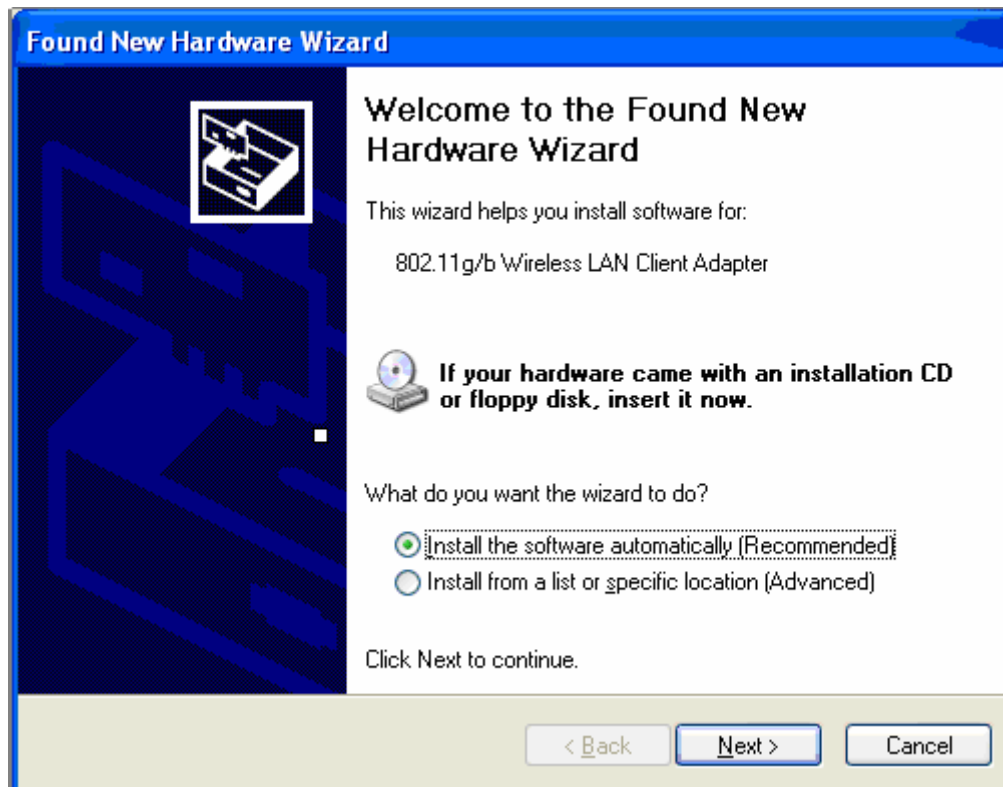 Found New Hardware Wizard
Welcome to the Found New
Hardware Wizard
This wizard helps you install software for:
802.11g/b Wireless LAN Client Adapter
If your hardware came with an installation CD
or floppy disk, insert it now.
What do you want the wizard to do?
Install the software automatically (Recommended)
Install from a list or specific location (Advanced)
Click Next to continue.
< Back
Next >
Cancel